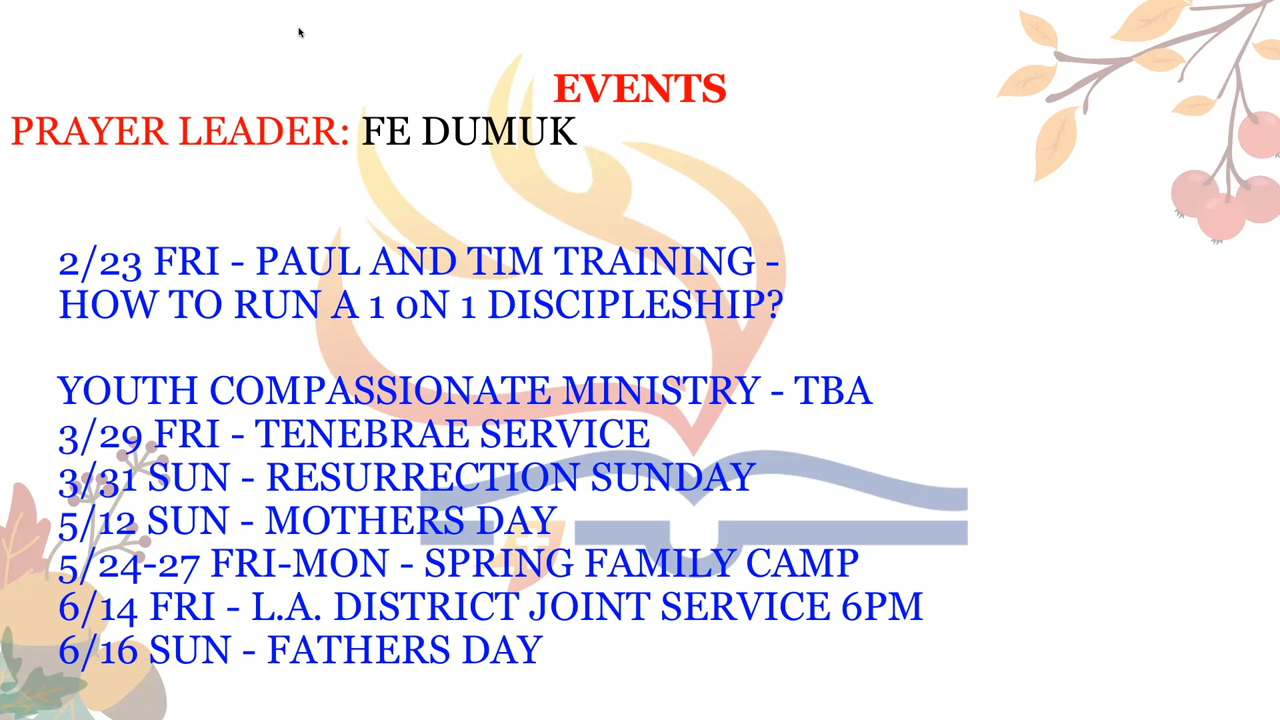 EVENTS
PRAYER LEADER: FE DUMUK
2/23 FRI - PAUL AND TIM TRAINING -
HOW TO RUN A 1 0N 1 DISCIPLESHIP?
YOUTH COMPASSIONATE MINISTRY - TBA
3/29 FRI - TENEBRAE SERVICE
3/31 SUN - RESURRECTION SUNDAY
5/12 SUN - MOTHERS DAY
5/24-27 FRI-MON - SPRING FAMILY CAMP
6/14 FRI - L.A. DISTRICT JOINT SERVICE 6PM
6/16 SUN - FATHERS DAY